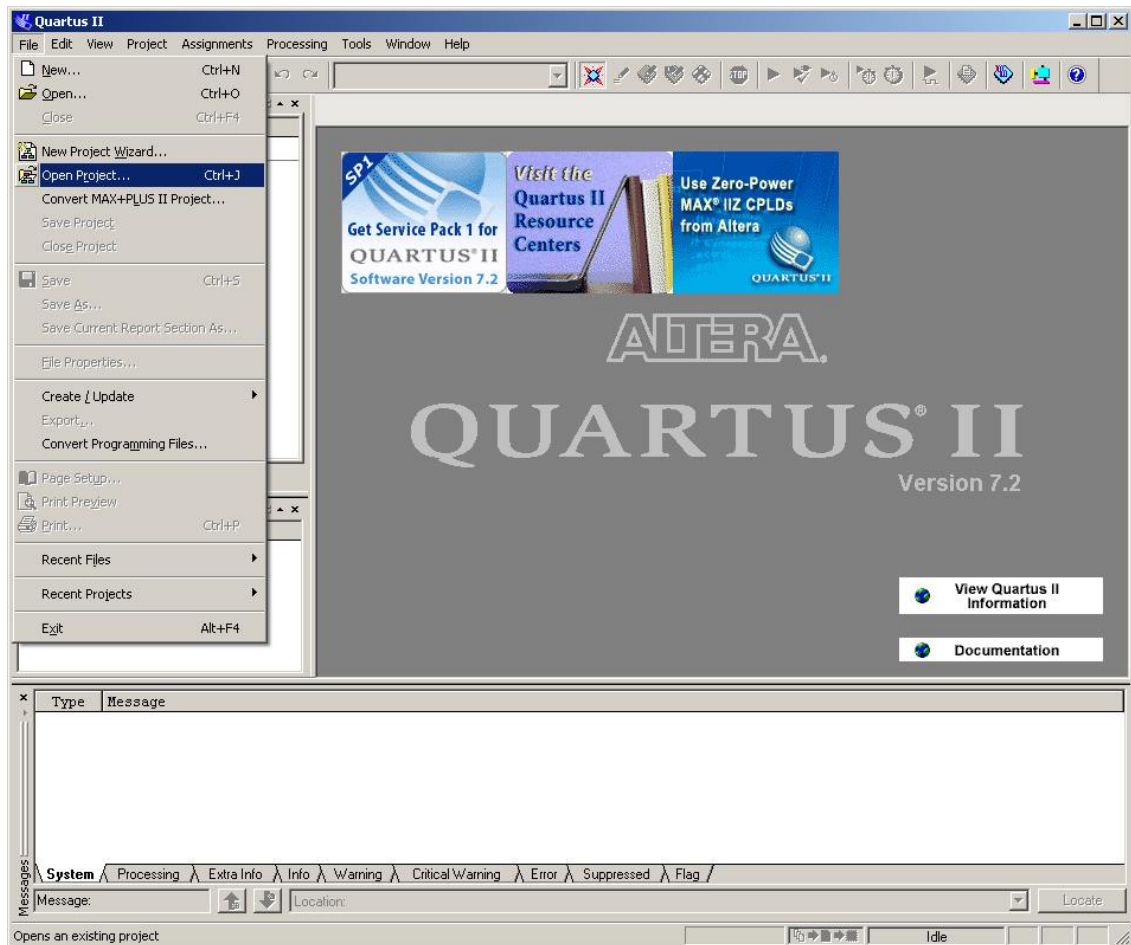 Quartus II
File Edit View Project Assignments Processing Tools Window Help
New... Ctrl+N
Open... Ctrl+O
Close Ctrl+F4
New Project Wizard...
Open Project... Ctrl+J
Convert MAX+PLUS II Project...
Save Project
Close Project
Save Ctrl+S
Save As...
Save Current Report Section As...
File Properties...
Create / Update
Export...
Convert Programming Files...
Page Setup...
Print Preview
Print... Ctrl+P
Recent Files
Recent Projects
Exit Alt+F4
STOP
SP1
Get Service Pack 1 for
QUARTUS® II
Software Version 7.2
Visit the
Quartus II
Resource
Centers
Use Zero-Power
MAX® IIZ CPLDs
from Altera
QUARTUS® II
ALTERA®
QUARTUS® II
Version 7.2
View Quartus II
Information
Documentation
Type Message
Messages
System Processing Extra Info Info Warning Critical Warning Error Suppressed Flag
Message: Location: Locate
Opens an existing project Idle